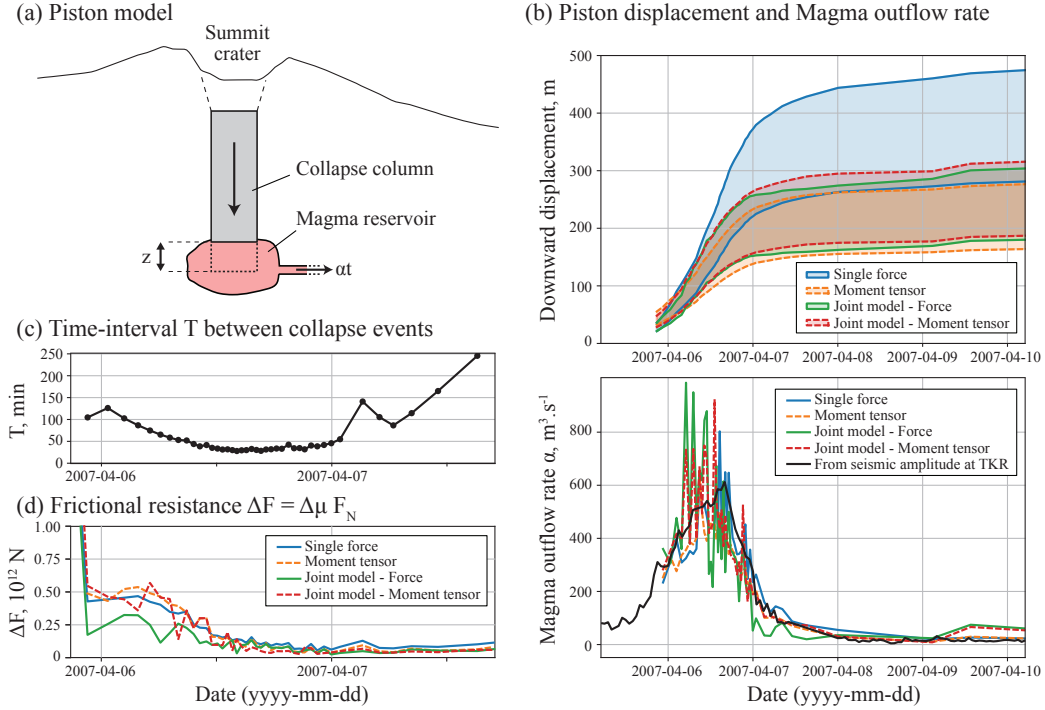 (a) Piston model
Summit
crater
Collapse column
Magma reservoir
z
αt
(b) Piston displacement and Magma outflow rate
Downward displacement, m
500
400
300
200
100
0
Single force
Moment tensor
Joint model - Force
Joint model - Moment tensor
2007-04-06
2007-04-07
2007-04-08
2007-04-09
2007-04-10
Magma outflow rate α, m³.s⁻¹
800
600
400
200
0
Single force
Moment tensor
Joint model - Force
Joint model - Moment tensor
From seismic amplitude at TKR
2007-04-06
2007-04-07
2007-04-08
2007-04-09
2007-04-10
Date (yyyy-mm-dd)
(c) Time-interval T between collapse events
T, min
250
200
150
100
50
0
2007-04-06
2007-04-07
(d) Frictional resistance ΔF = Δμ F_N
ΔF, 10¹² N
1.00
0.75
0.50
0.25
0
Single force
Moment tensor
Joint model - Force
Joint model - Moment tensor
2007-04-06
2007-04-07
Date (yyyy-mm-dd)